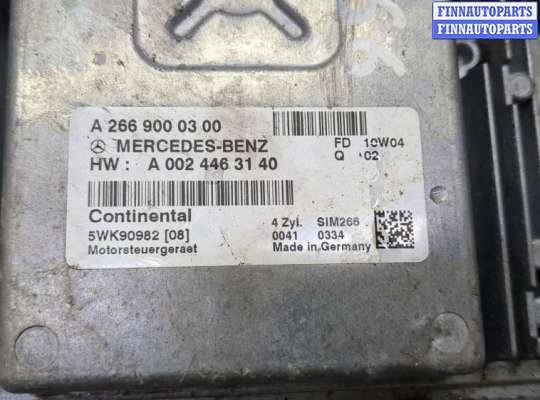 FINNAUTOPARTS
FINNAUTOPARTS
A 266 900 03 00
MERCEDES-BENZ
FD 10W04
HW : A 002 446 31 40
Q 02
Continental
5WK90982 [08]
Motorsteuergeraet
4 Zyl. SIM266
0041 0334
Made in Germany